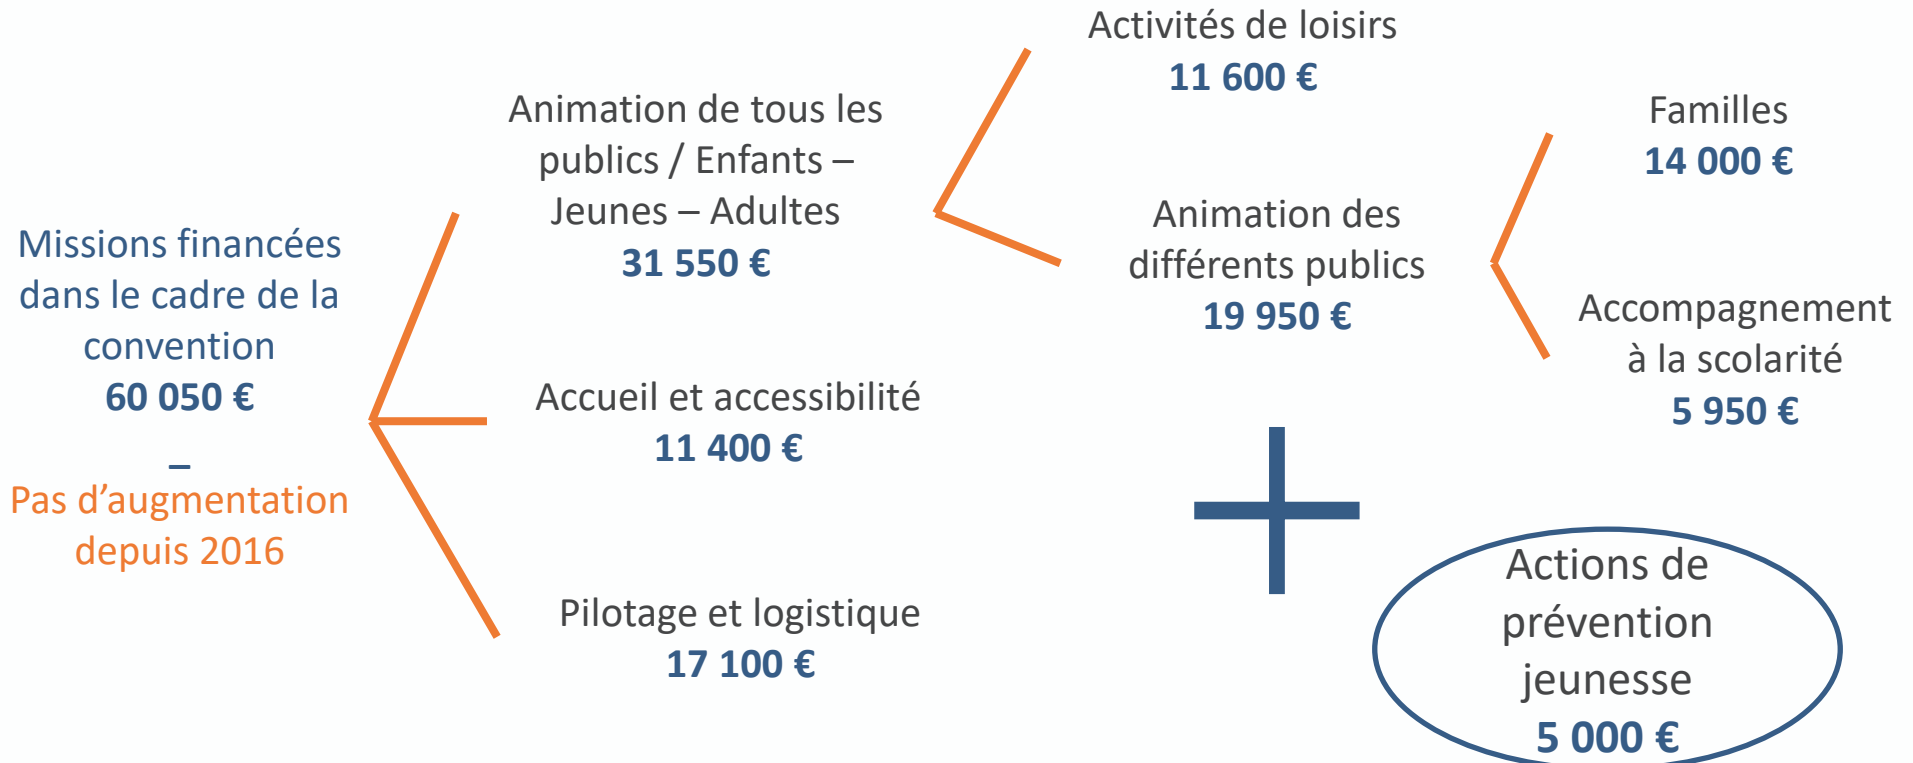 Missions financées
dans le cadre de la
convention
60 050 €
–
Pas d’augmentation
depuis 2016
Animation de tous les
publics / Enfants –
Jeunes – Adultes
31 550 €
Accueil et accessibilité
11 400 €
Pilotage et logistique
17 100 €
Activités de loisirs
11 600 €
Animation des
différents publics
19 950 €
Familles
14 000 €
Accompagnement
à la scolarité
5 950 €
Actions de
prévention
jeunesse
5 000 €